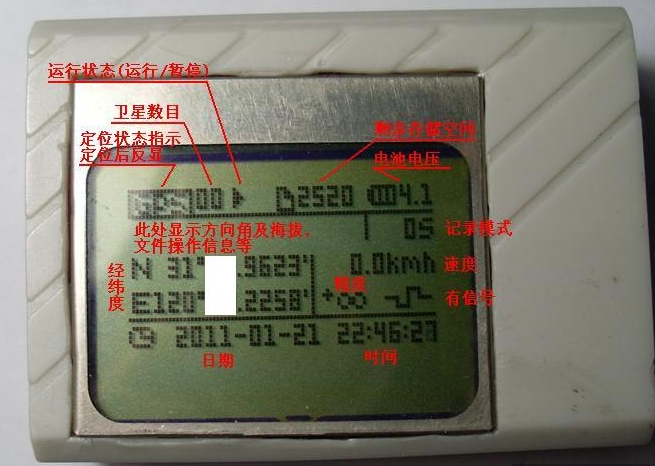 运行状态(运行/暂停)
卫星数目
定位状态指示
定位后反显
剩余存储空间
电池电压
GPS 00 2520 4.1
此处显示方向角及海拔,
文件操作信息等
05 记录模式
经纬度
N 31° .9623' 0.0kmh 速度
E120° .2258' 精度 +∞ 有信号
2011-01-21 22:46:23
日期 时间